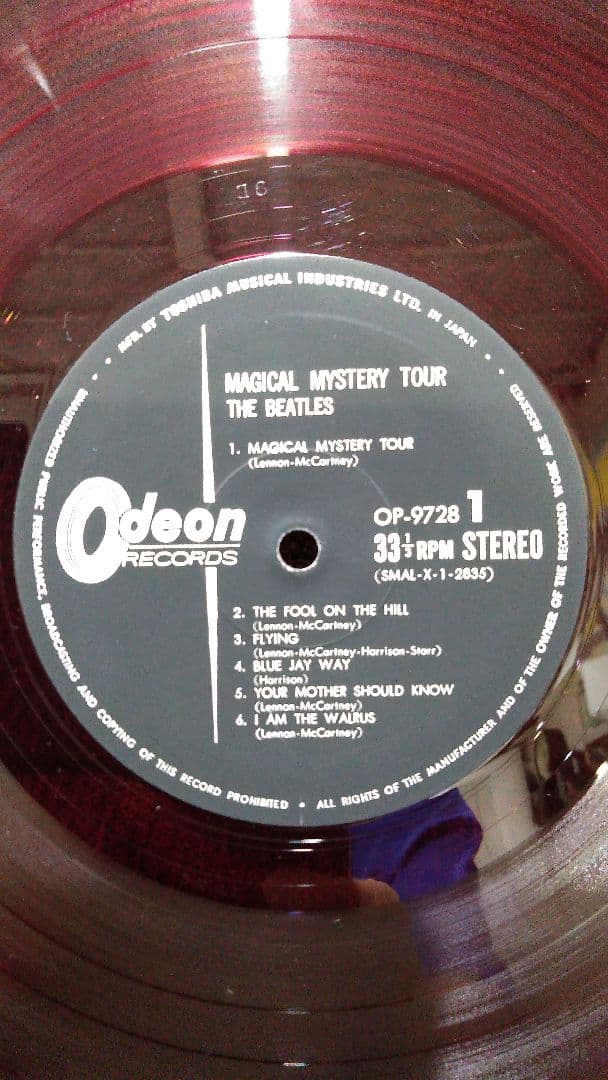 MFD. BY TOSHIBA MUSICAL INDUSTRIES LTD. IN JAPAN
MAGICAL MYSTERY TOUR
THE BEATLES
1. MAGICAL MYSTERY TOUR
(Lennon-McCartney)
Odeon
RECORDS
OP-9728 1
33 1/3 RPM STEREO
(SMAL-X-1-2835)
2. THE FOOL ON THE HILL
(Lennon-McCartney)
3. FLYING
(Lennon-McCartney-Harrison-Starr)
4. BLUE JAY WAY
(Harrison)
5. YOUR MOTHER SHOULD KNOW
(Lennon-McCartney)
6. I AM THE WALRUS
(Lennon-McCartney)
UNAUTHORIZED PUBLIC PERFORMANCE, BROADCASTING AND COPYING OF THIS RECORD PROHIBITED • ALL RIGHTS OF THE MANUFACTURER AND OF THE OWNER OF THE RECORDED WORK ARE RESERVED